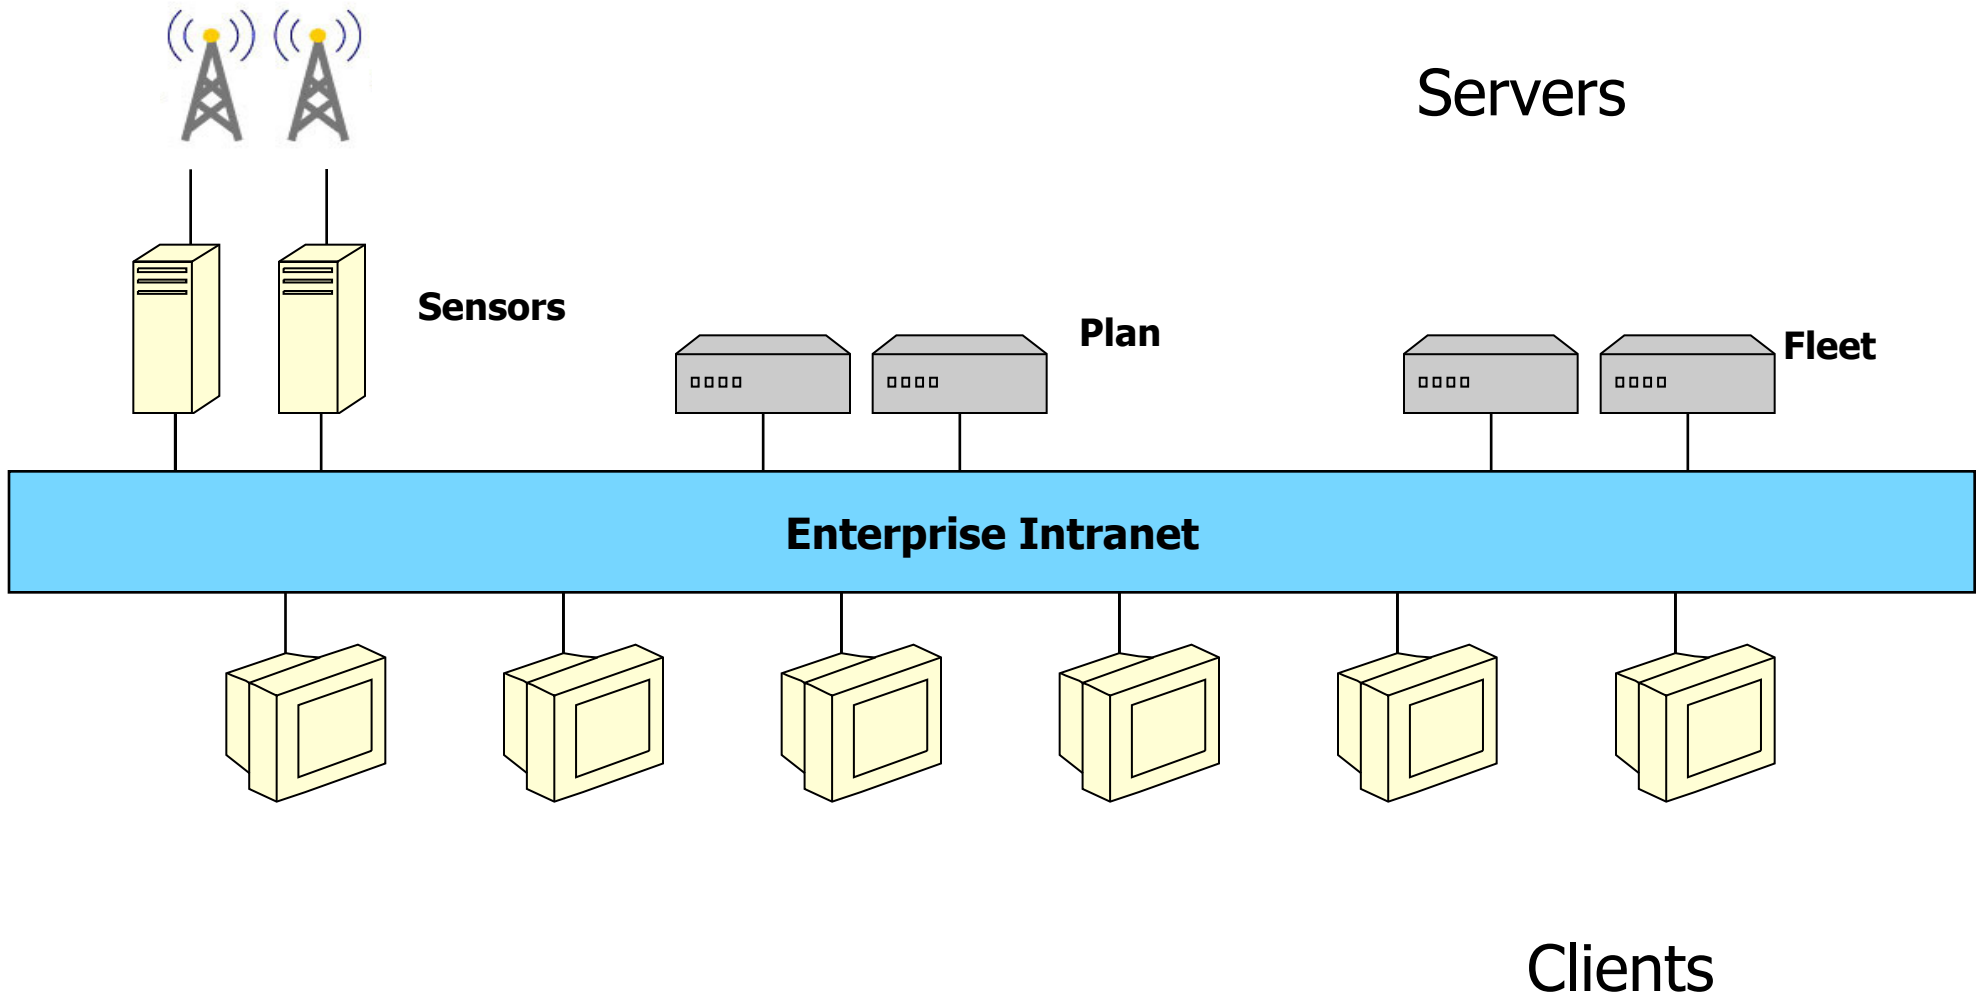 Servers
Sensors
Plan
Fleet
Enterprise Intranet
Clients